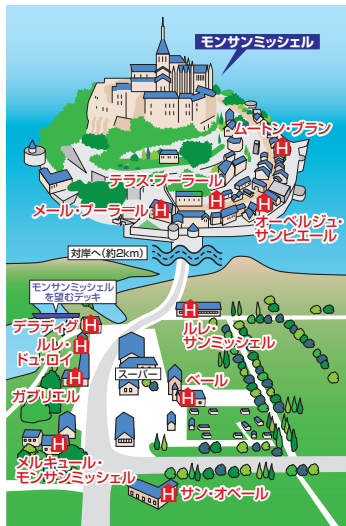 モンサンミッシェル
ムートン・ブラン
H
テラス・プーラール
H
メール・プーラール
H
H
オーベルジュ・
サンピエール
対岸へ(約2km)
モンサンミッシェル
を望むデッキ
デラディグ
H
H
ルレ・
サンミッシェル
ルレ・
ドュ・ロイ
H
スーパー
ベール
H
ガブリエル
H
メルキュール・
モンサンミッシェル
H
H
サン・オベール